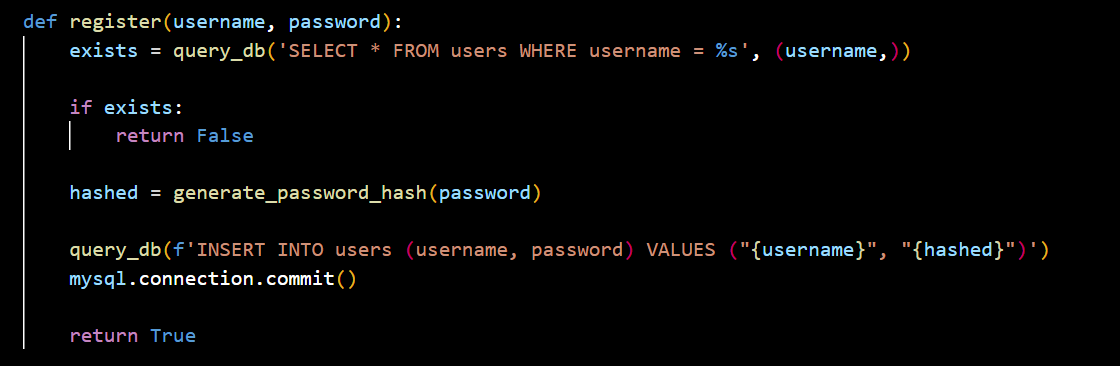 def register(username, password):
    exists = query_db('SELECT * FROM users WHERE username = %s', (username,))
    if exists:
        return False
    hashed = generate_password_hash(password)
    query_db(f'INSERT INTO users (username, password) VALUES ("{username}", "{hashed}")')
    mysql.connection.commit()
    return True